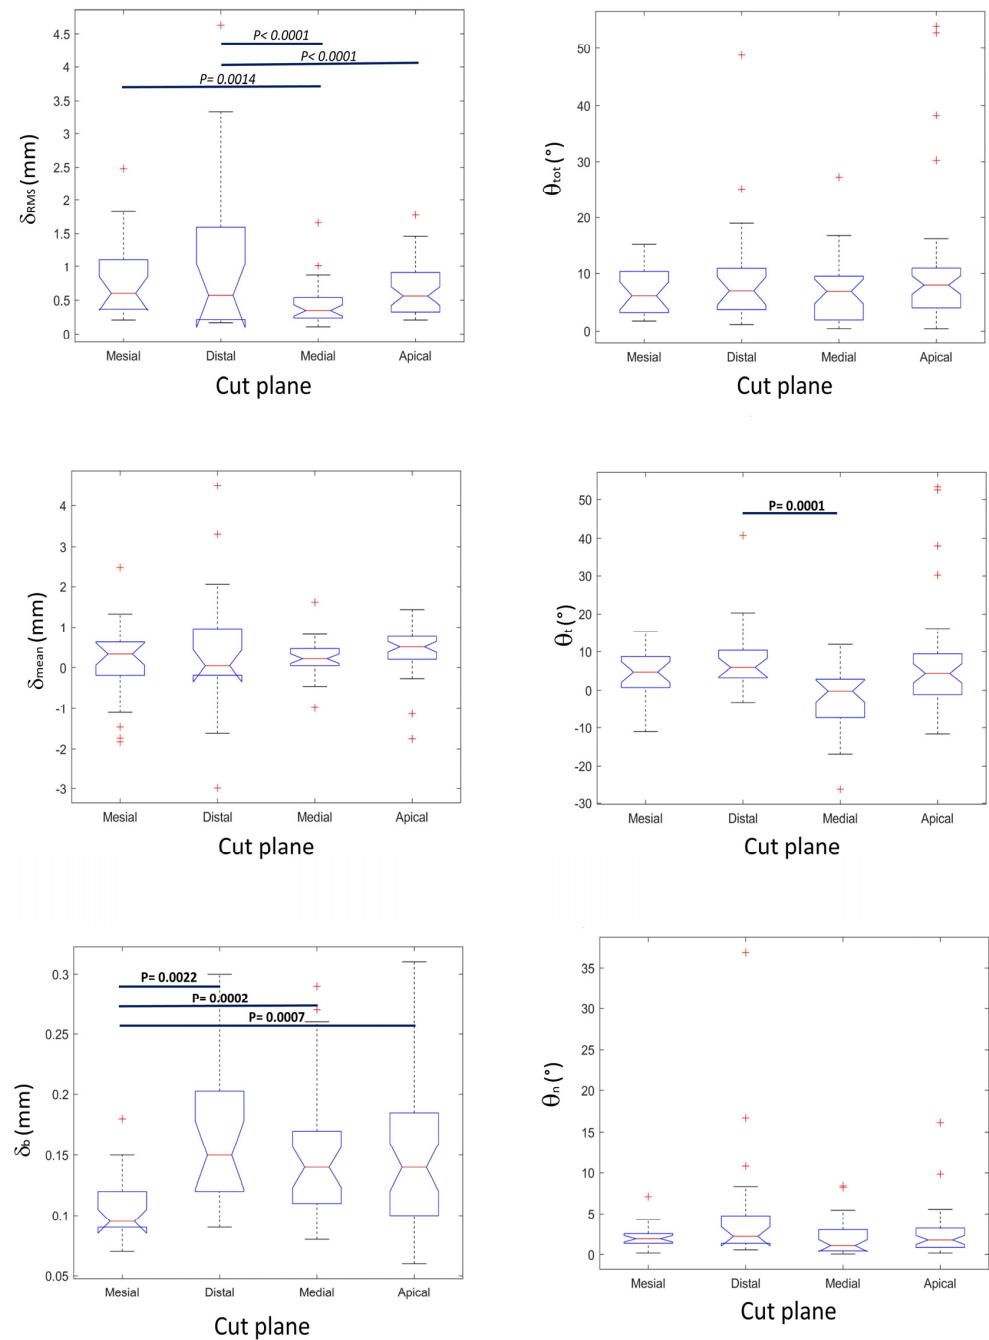 4.5
4
3.5
3
2.5
2
1.5
1
0.5
0
δRMS (mm)
P< 0.0001
P< 0.0001
P= 0.0014
Mesial Distal Medial Apical
Cut plane
50
40
30
20
10
0
θtot (°)
Mesial Distal Medial Apical
Cut plane
4
3
2
1
0
-1
-2
-3
δmean (mm)
Mesial Distal Medial Apical
Cut plane
50
40
30
20
10
0
-10
-20
-30
θt (°)
P= 0.0001
Mesial Distal Medial Apical
Cut plane
0.3
0.25
0.2
0.15
0.1
0.05
δb (mm)
P= 0.0022
P= 0.0002
P= 0.0007
Mesial Distal Medial Apical
Cut plane
35
30
25
20
15
10
5
0
θn (°)
Mesial Distal Medial Apical
Cut plane